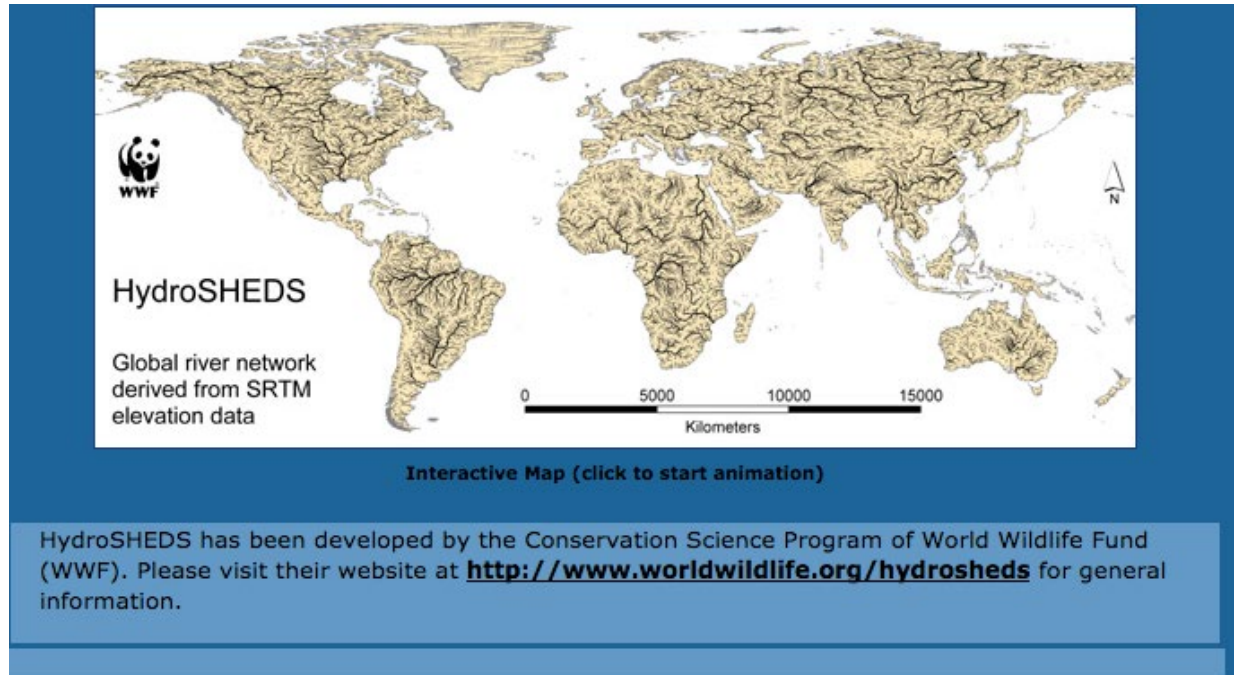 WWF
N
HydroSHEDS
Global river network
derived from SRTM
elevation data
0 5000 10000 15000
Kilometers
Interactive Map (click to start animation)
HydroSHEDS has been developed by the Conservation Science Program of World Wildlife Fund
(WWF). Please visit their website at http://www.worldwildlife.org/hydrosheds for general
information.